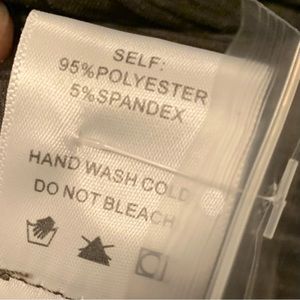 SELF:
95%POLYESTER
5%SPANDEX
HAND WASH COLD
DO NOT BLEACH